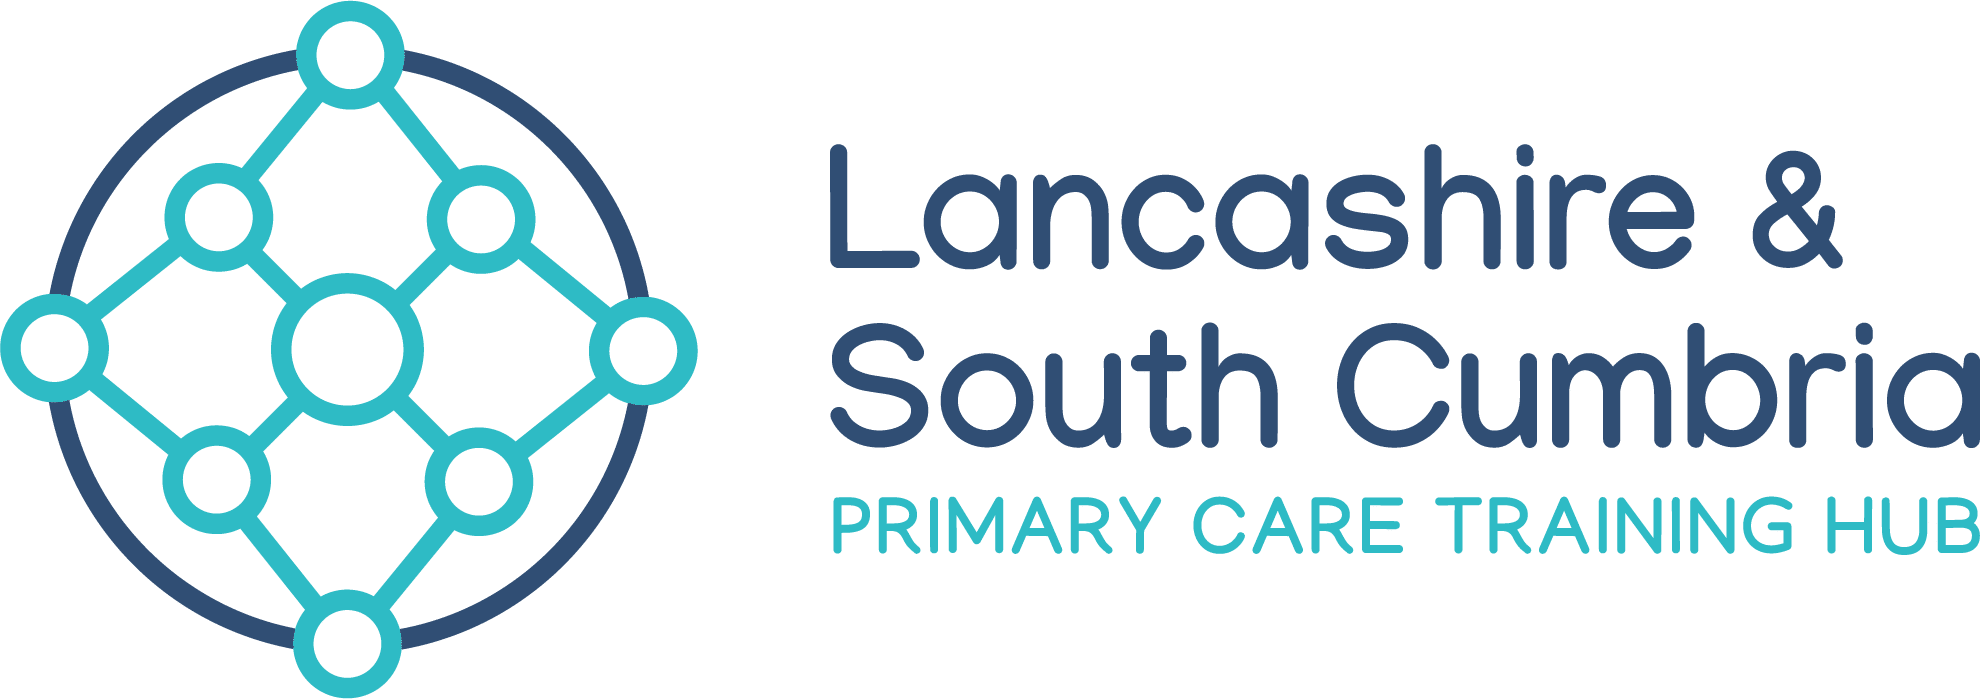 Lancashire &
South Cumbria
PRIMARY CARE TRAINING HUB